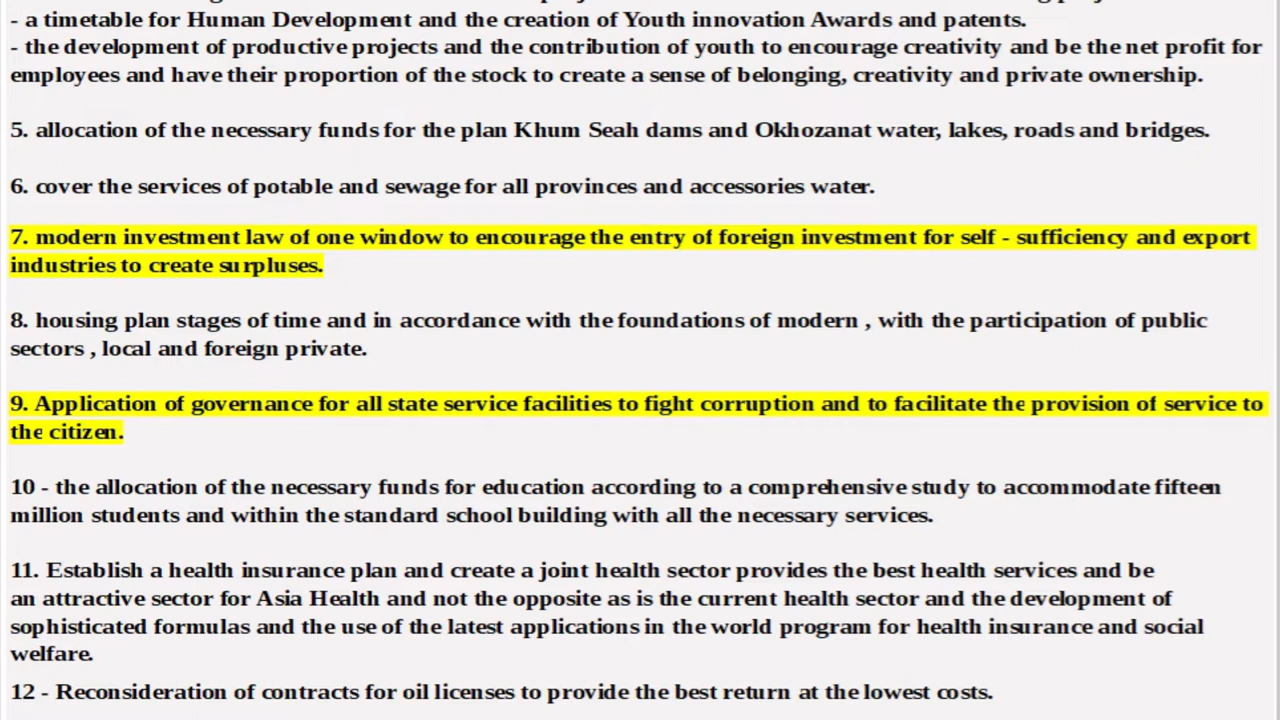 - a timetable for Human Development and the creation of Youth innovation Awards and patents.
- the development of productive projects and the contribution of youth to encourage creativity and be the net profit for
employees and have their proportion of the stock to create a sense of belonging, creativity and private ownership.
5. allocation of the necessary funds for the plan Khum Seah dams and Okhozanat water, lakes, roads and bridges.
6. cover the services of potable and sewage for all provinces and accessories water.
7. modern investment law of one window to encourage the entry of foreign investment for self - sufficiency and export
industries to create surpluses.
8. housing plan stages of time and in accordance with the foundations of modern , with the participation of public
sectors , local and foreign private.
9. Application of governance for all state service facilities to fight corruption and to facilitate the provision of service to
the citizen.
10 - the allocation of the necessary funds for education according to a comprehensive study to accommodate fifteen
million students and within the standard school building with all the necessary services.
11. Establish a health insurance plan and create a joint health sector provides the best health services and be
an attractive sector for Asia Health and not the opposite as is the current health sector and the development of
sophisticated formulas and the use of the latest applications in the world program for health insurance and social
welfare.
12 - Reconsideration of contracts for oil licenses to provide the best return at the lowest costs.